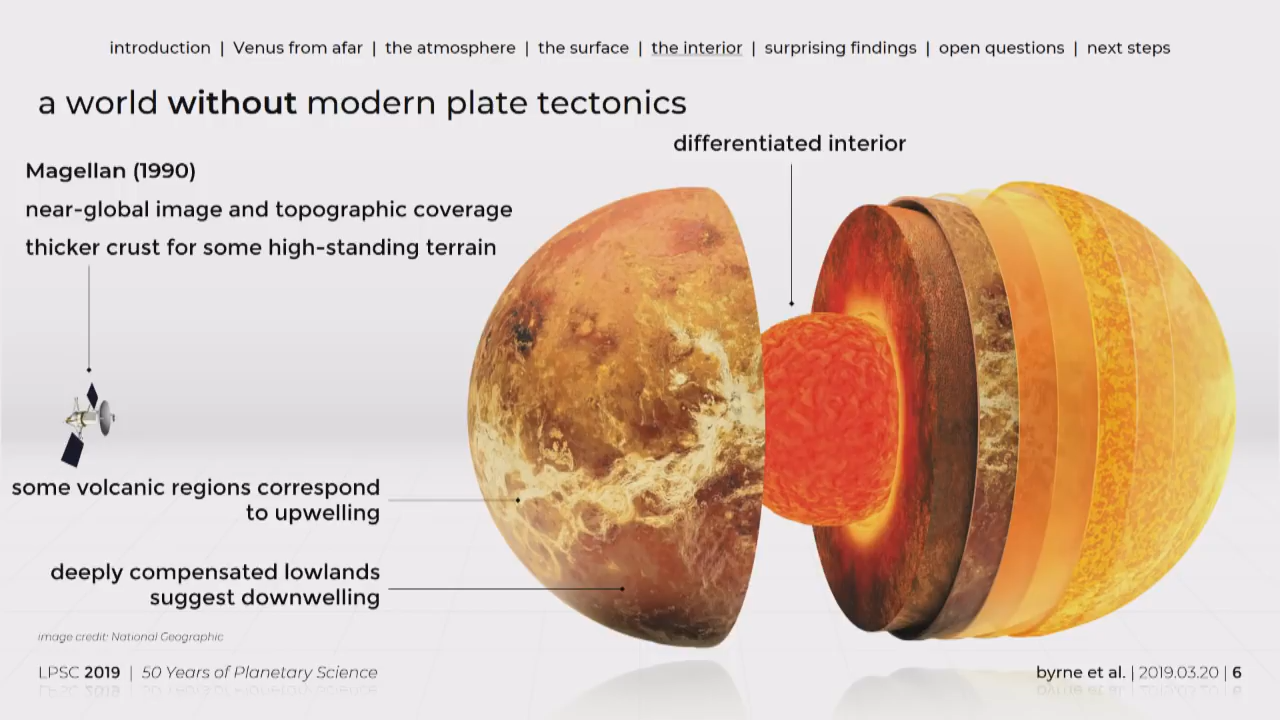 introduction | Venus from afar | the atmosphere | the surface | the interior | surprising findings | open questions | next steps
a world without modern plate tectonics
differentiated interior
Magellan (1990)
near-global image and topographic coverage
thicker crust for some high-standing terrain
some volcanic regions correspond
to upwelling
deeply compensated lowlands
suggest downwelling
image credit: National Geographic
LPSC 2019 | 50 Years of Planetary Science
byrne et al. | 2019.03.20 | 6